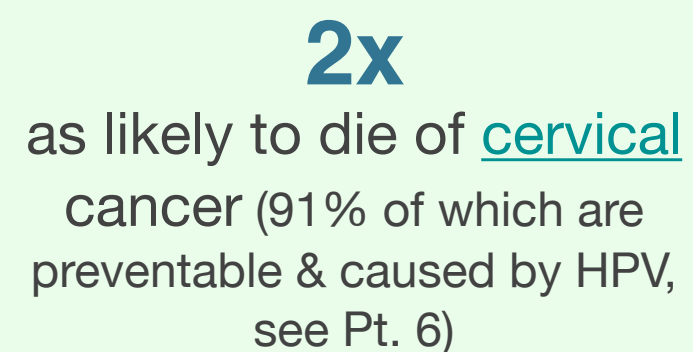 2x
as likely to die of cervical
cancer (91% of which are
preventable & caused by HPV,
see Pt. 6)